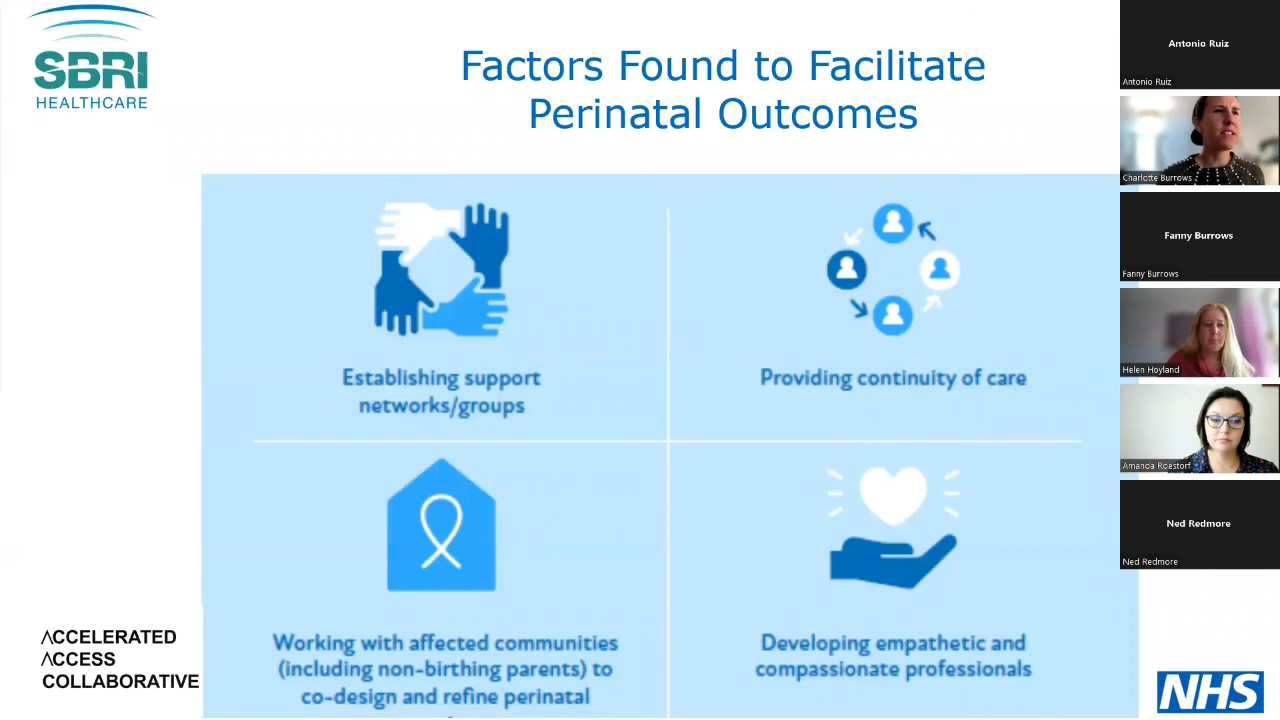 SBRI
HEALTHCARE
Factors Found to Facilitate
Perinatal Outcomes
Establishing support
networks/groups
Providing continuity of care
Working with affected communities
(including non-birthing parents) to
co-design and refine perinatal
Developing empathetic and
compassionate professionals
ACCELERATED
ACCESS
COLLABORATIVE
NHS
Antonio Ruiz
Antonio Ruiz
Charlotte Burrows
Fanny Burrows
Fanny Burrows
Helen Hoyland
Amanda Roestorf
Ned Redmore
Ned Redmore